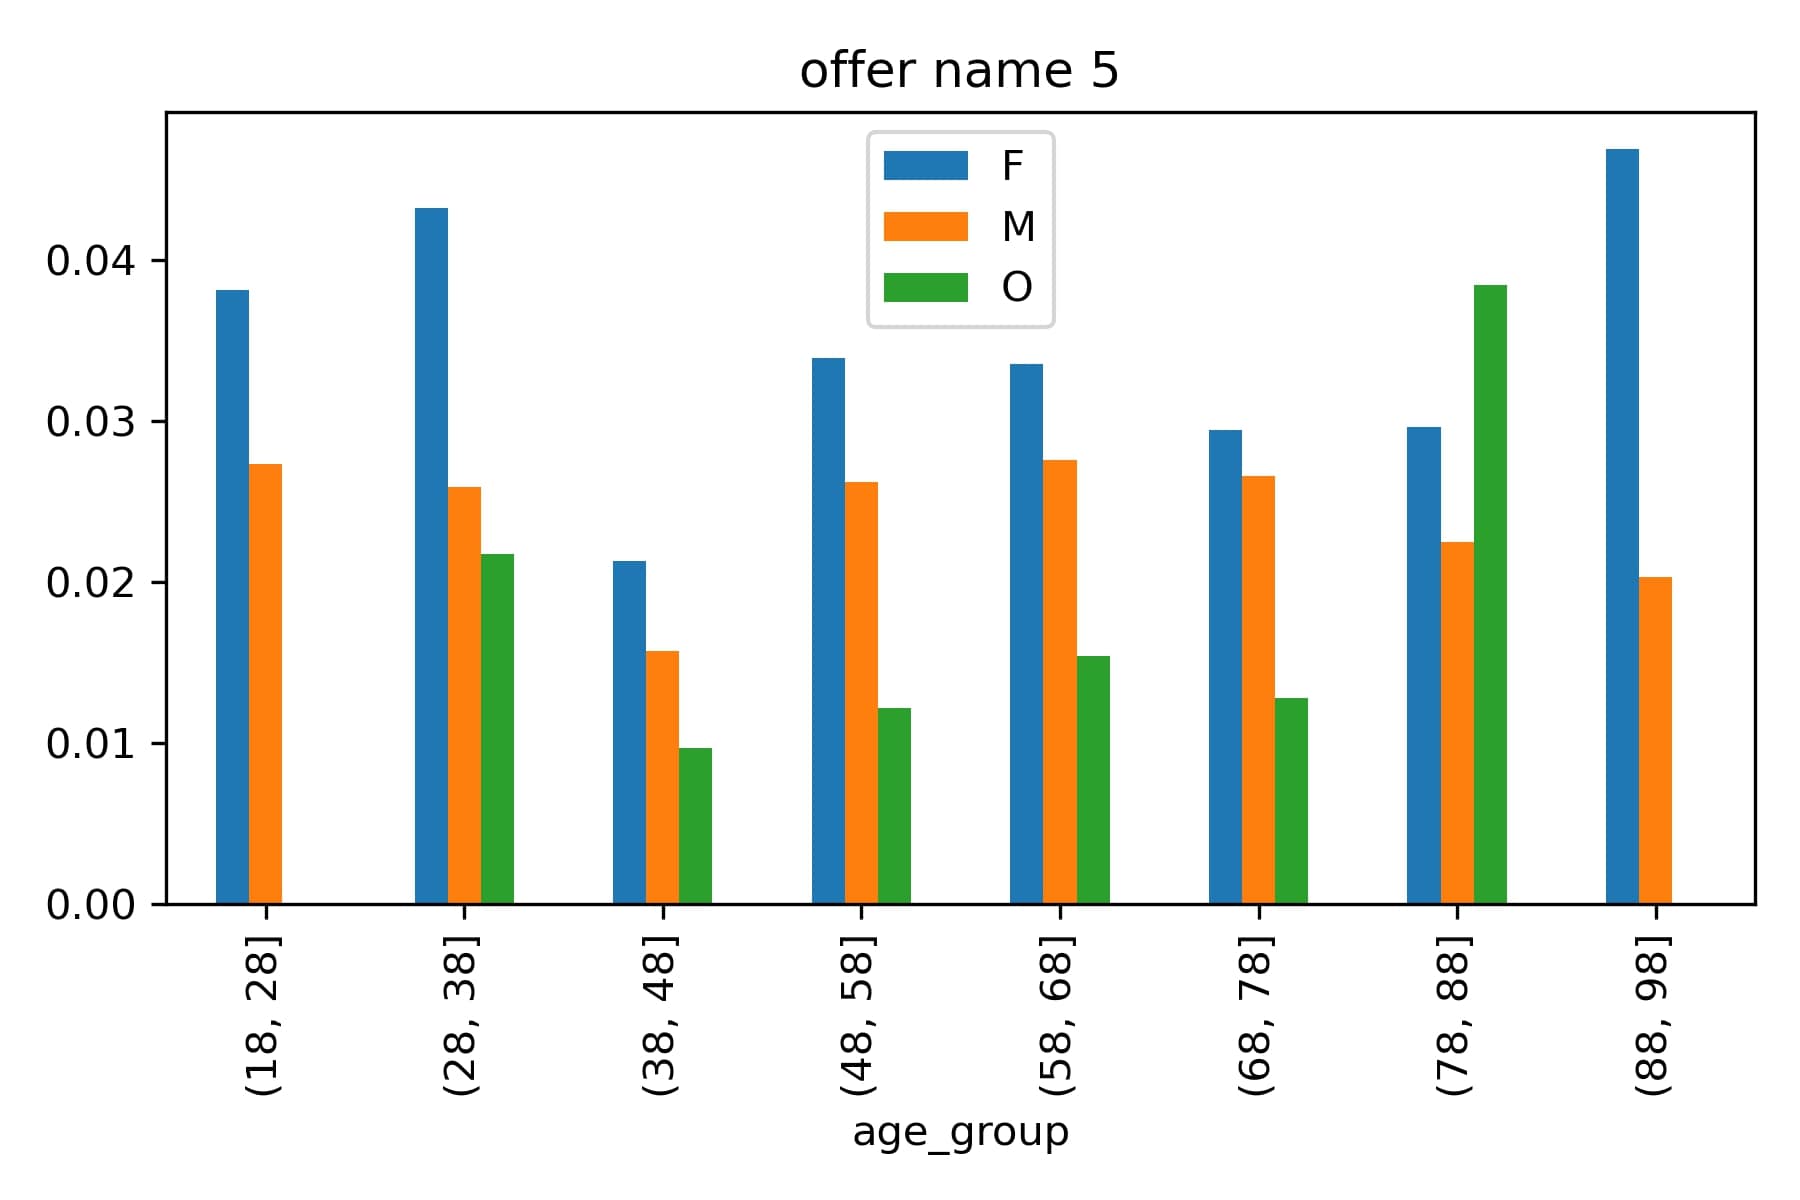 offer name 5
F
M
O
0.04
0.03
0.02
0.01
0.00
(18, 28]
(28, 38]
(38, 48]
(48, 58]
(58, 68]
(68, 78]
(78, 88]
(88, 98]
age_group